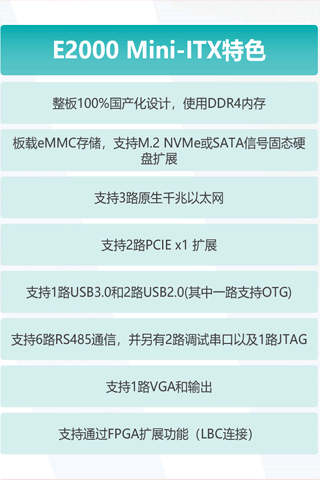 E2000 Mini-ITX特色
整板100%国产化设计，使用DDR4内存
板载eMMC存储，支持M.2 NVMe或SATA信号固态硬
盘扩展
支持3路原生千兆以太网
支持2路PCIE x1 扩展
支持1路USB3.0和2路USB2.0(其中一路支持OTG)
支持6路RS485通信，并另有2路调试串口以及1路JTAG
支持1路VGA和输出
支持通过FPGA扩展功能（LBC连接）